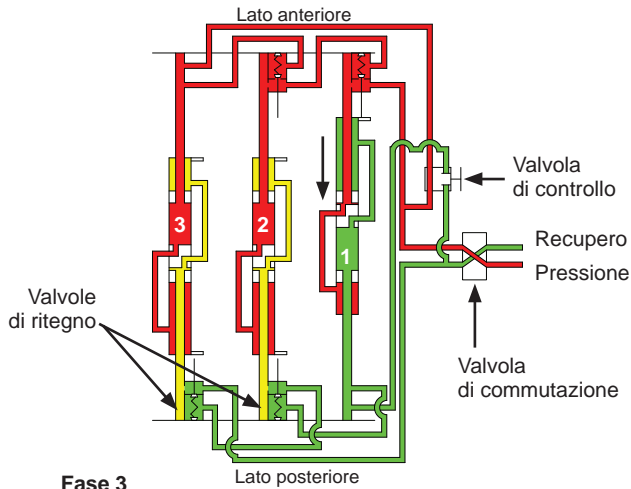 Lato anteriore
Valvola
di controllo
3
2
1
Recupero
Pressione
Valvole
di ritegno
Valvola
di commutazione
Lato posteriore
Fase 3